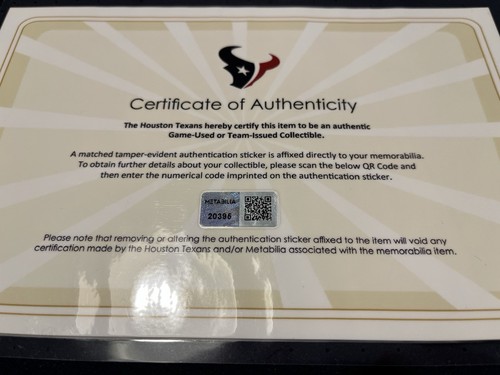 Certificate of Authenticity
The Houston Texans hereby certify this item to be an authentic
Game-Used or Team-Issued Collectible.
A matched tamper-evident authentication sticker is affixed directly to your memorabilia.
To obtain further details about your collectible, please scan the below QR Code and
then enter the numerical code imprinted on the authentication sticker.
METABILIA
20395
Please note that removing or altering the authentication sticker affixed to the item will void any
certification made by the Houston Texans and/or Metabilia associated with the memorabilia item.